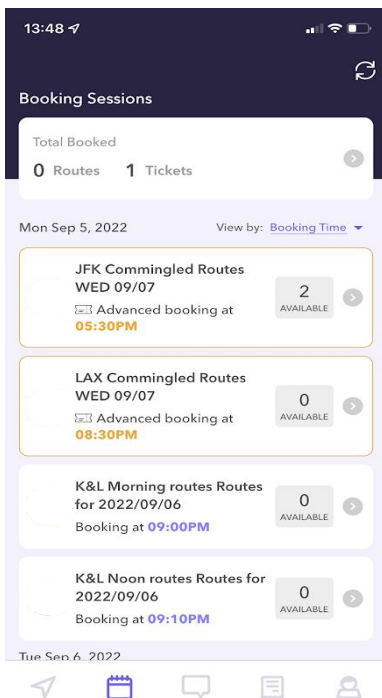 13:48
Booking Sessions
Total Booked
0 Routes 1 Tickets
Mon Sep 5, 2022 View by: Booking Time
JFK Commingled Routes
WED 09/07
Advanced booking at
05:30PM
2
AVAILABLE
LAX Commingled Routes
WED 09/07
Advanced booking at
08:30PM
0
AVAILABLE
K&L Morning routes Routes
for 2022/09/06
Booking at 09:00PM
0
AVAILABLE
K&L Noon routes Routes for
2022/09/06
Booking at 09:10PM
0
AVAILABLE
Tue Sep 6, 2022